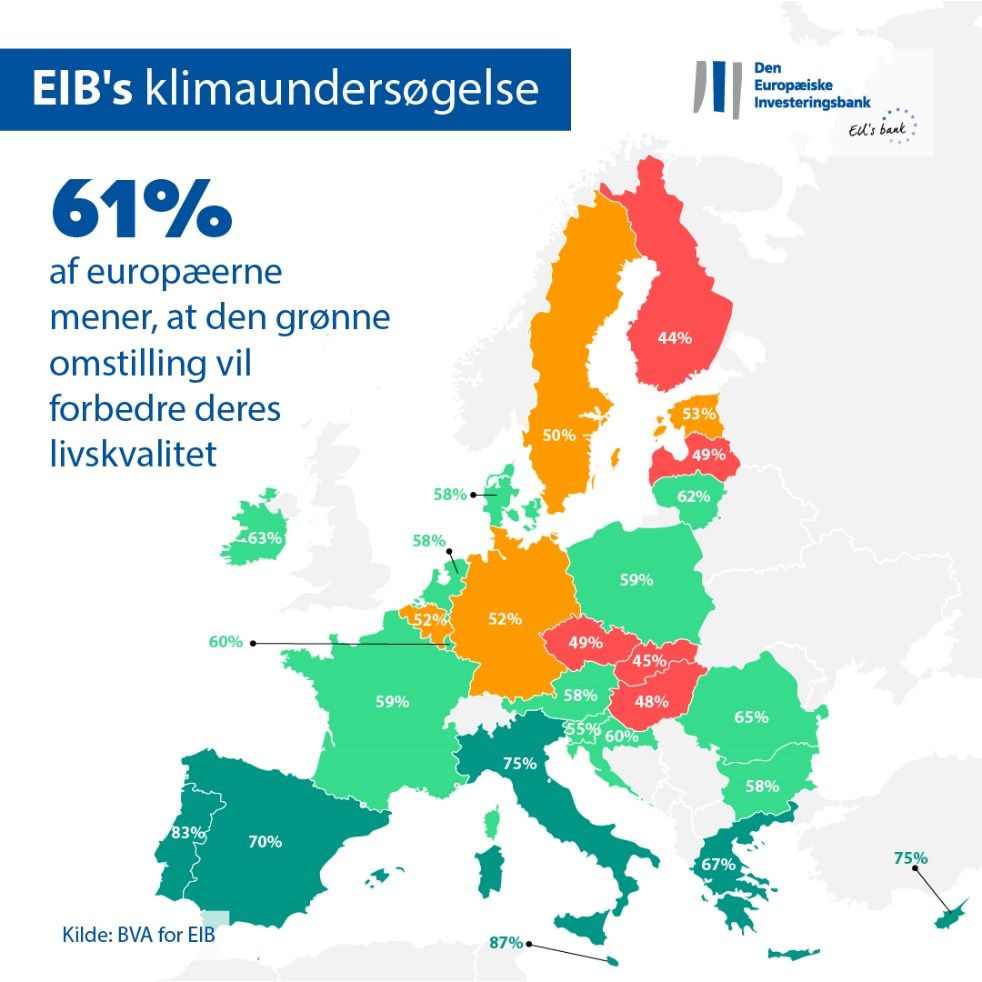 EIB's klimaundersøgelse
Den
Europæiske
Investeringsbank
EU's bank
61%
af europæerne
mener, at den grønne
omstilling vil
forbedre deres
livskvalitet
44%
53%
50%
49%
58%
62%
63%
58%
59%
52%
52%
60%
49%
45%
59%
58%
48%
55%
60%
65%
75%
58%
83%
70%
67%
75%
87%
Kilde: BVA for EIB